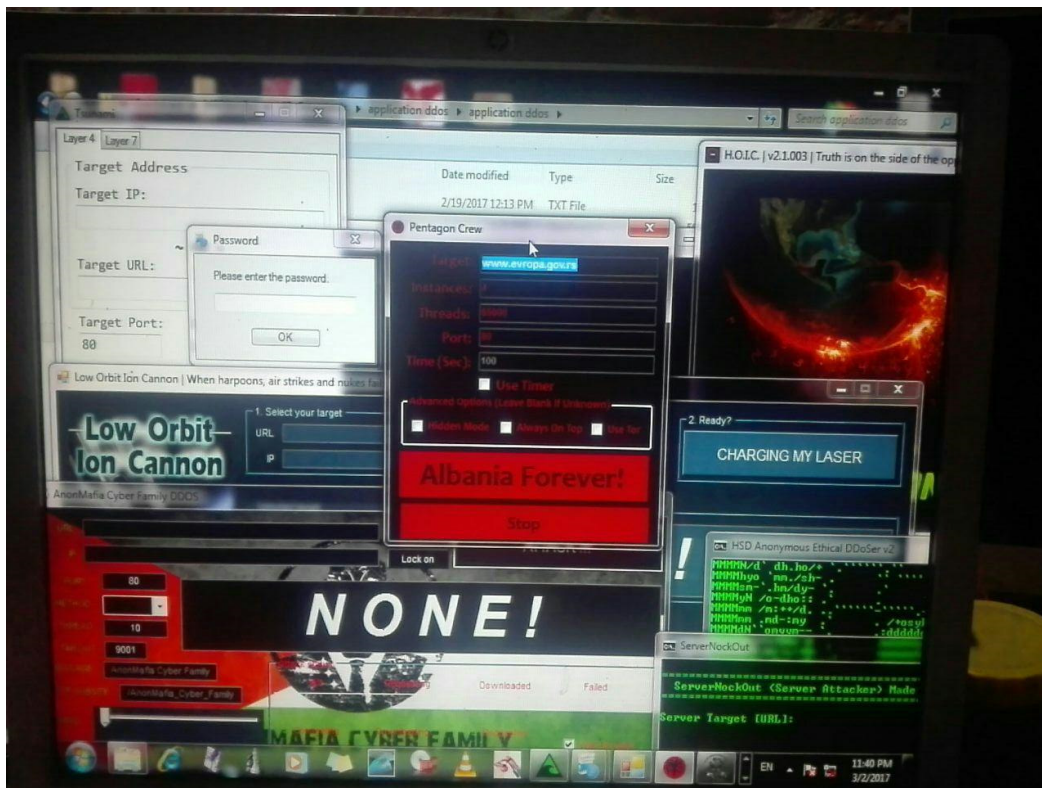 Tsunami
application ddos
application ddos
Search application ddos
Layer 4
Layer 7
Target Address
Target IP:
Target URL:
Target Port:
80
Date modified
Type
Size
2/19/2017 12:13 PM
TXT File
H.O.I.C. | v2.1.003 | Truth is on the side of the opp
Password
Please enter the password.
OK
Pentagon Crew
Target:
www.evropa.gov.rs
Instances:
Threads:
Port:
80
Time (Sec):
100
Use Timer
Advanced Options (Leave Blank if Unknown)
Hidden Mode
Always On Top
Use Tor
Albania Forever!
Stop
Low Orbit Ion Cannon | When harpoons, air strikes and nukes fai
Low Orbit
Ion Cannon
1. Select your target
URL
IP
2. Ready?
CHARGING MY LASER
AnonMafia Cyber Family DDOS
Lock on
80
10
9001
AnonMafia Cyber Family
/AnonMafia_Cyber_Family
NONE!
Downloaded
Failed
MAFIA CYBER FAMILY
HSD Anonymous Ethical DDoSer v2
ServerNockOut
ServerNockOut (Server Attacker) Made
Server Target [URL]:
EN
11:40 PM
3/2/2017